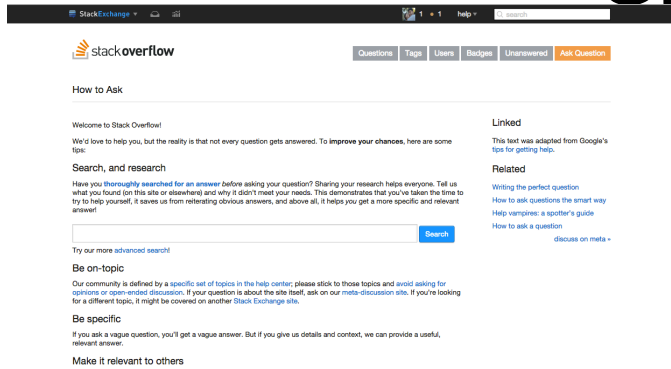 StackExchange
1 1 help search
stackoverflow
Questions Tags Users Badges Unanswered Ask Question
How to Ask
Welcome to Stack Overflow!
We'd love to help you, but the reality is that not every question gets answered. To improve your chances, here are some
tips:
Search, and research
Have you thoroughly searched for an answer before asking your question? Sharing your research helps everyone. Tell us
what you found (on this site or elsewhere) and why it didn't meet your needs. This demonstrates that you've taken the time to
try to help yourself, it saves us from reiterating obvious answers, and above all, it helps you get a more specific and relevant
answer!
Search
Try our more advanced search!
Be on-topic
Our community is defined by a specific set of topics in the help center; please stick to those topics and avoid asking for
opinions or open-ended discussion. If your question is about the site itself, ask on our meta-discussion site. If you're looking
for a different topic, it might be covered on another Stack Exchange site.
Be specific
If you ask a vague question, you'll get a vague answer. But if you give us details and context, we can provide a useful,
relevant answer.
Make it relevant to others
Linked
This text was adapted from Google's
tips for getting help.
Related
Writing the perfect question
How to ask questions the smart way
Help vampires: a spotter's guide
How to ask a question
discuss on meta »